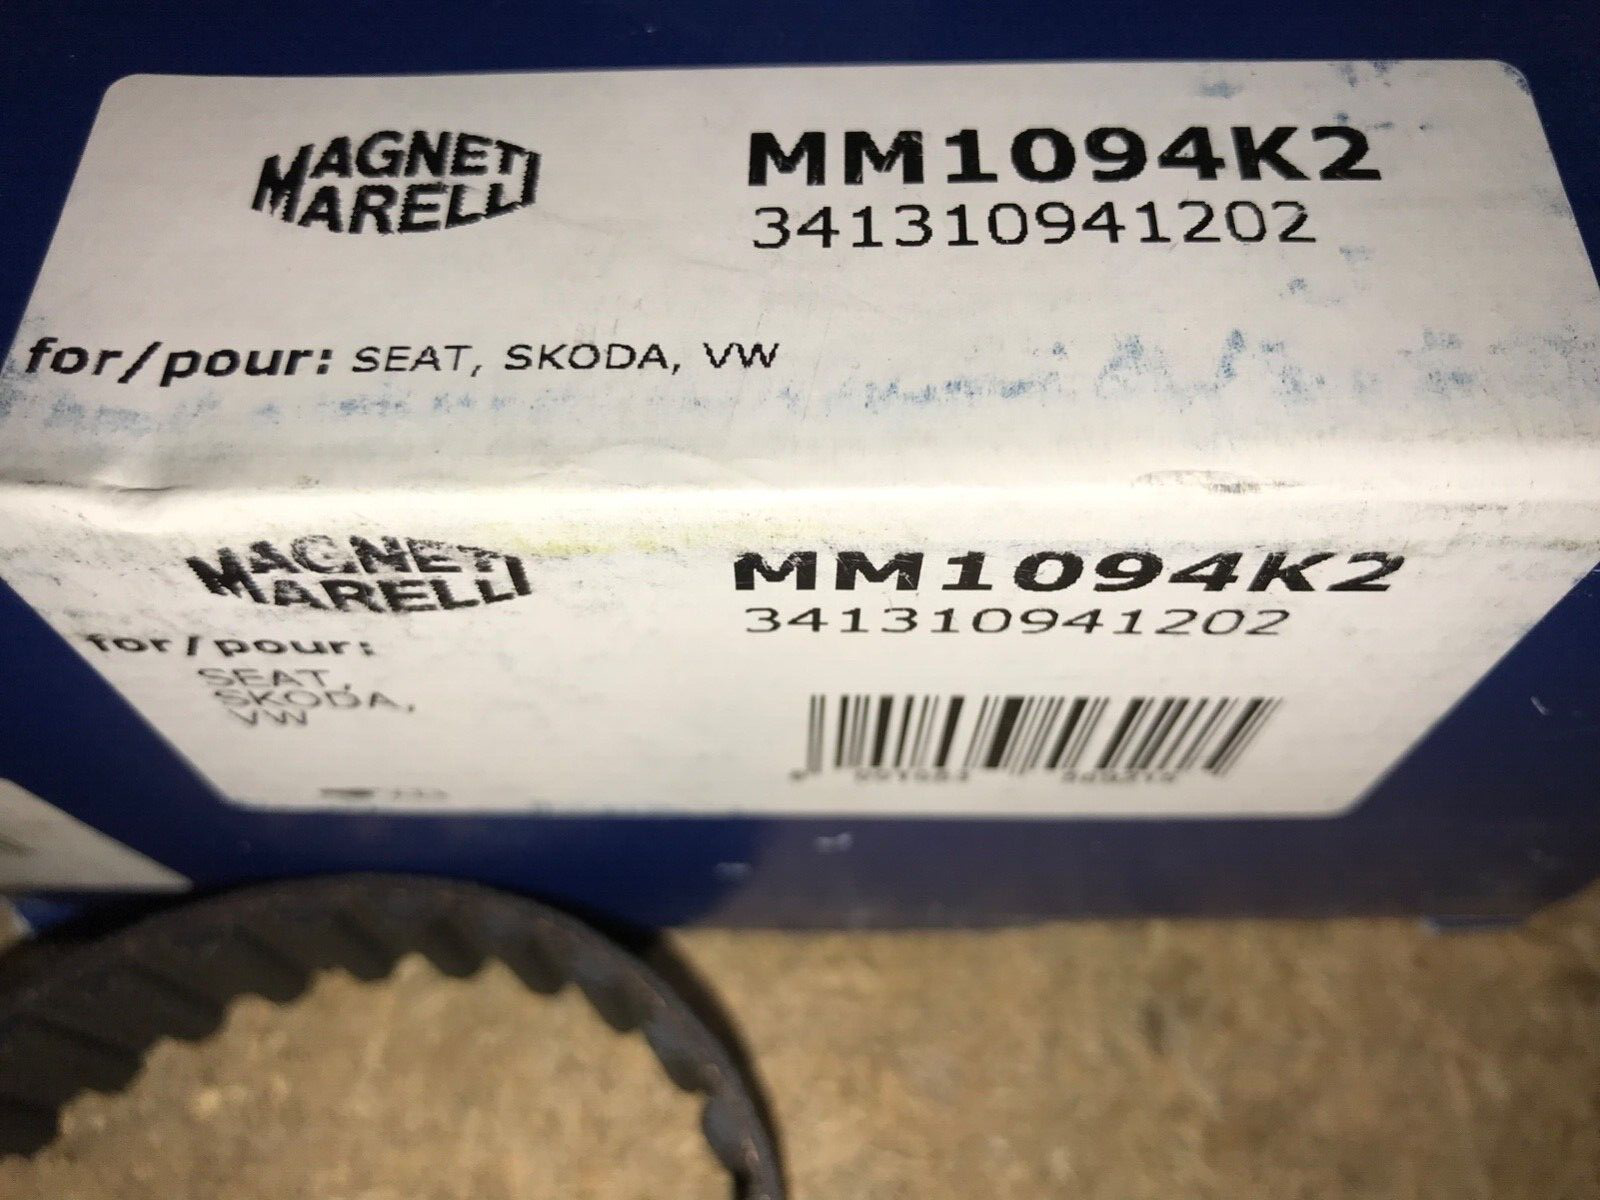 MAGNETI
MARELLI
MM1094K2
341310941202
for/pour: SEAT, SKODA, VW
MAGNETI
MARELLI
MM1094K2
341310941202
for/pour:
SEAT,
SKODA,
VW